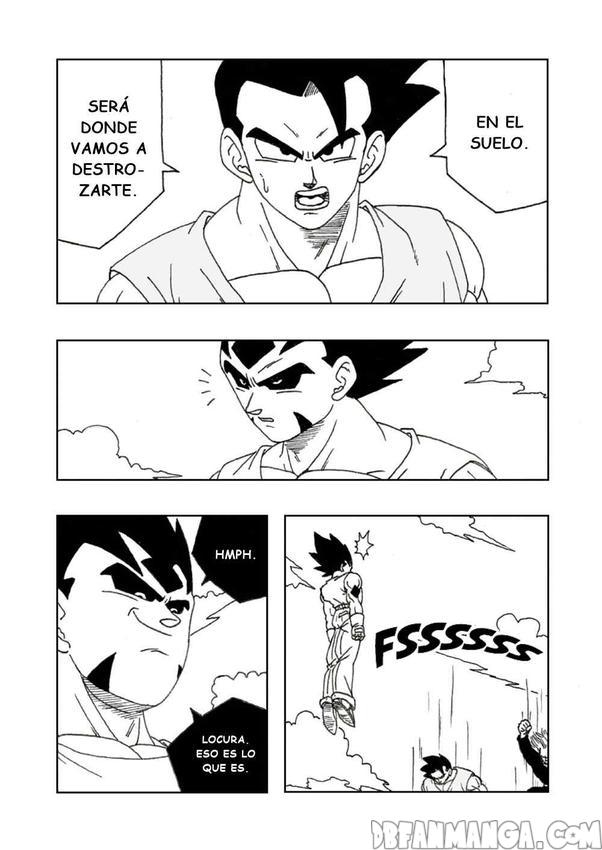 EN EL
SUELO.
SERÁ
DONDE
VAMOS A
DESTRO-
ZARTE.
FSSSSSS
HMPH.
LOCURA,
ESO ES LO
QUE ES.
DBFANMANGA.COM